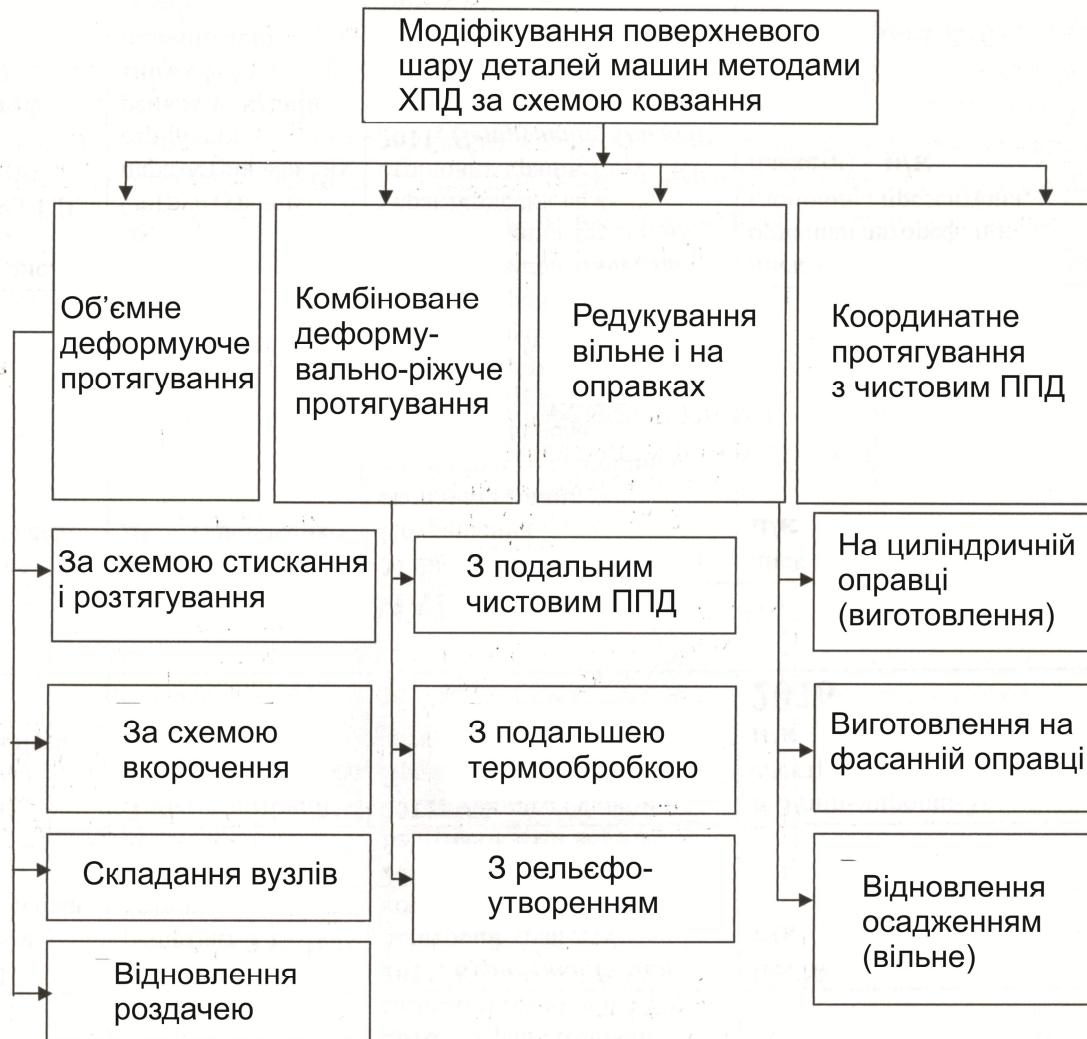 Модіфікування поверхневого
шару деталей машин методами
ХПД за схемою ковзання
Об’ємне
деформуюче
протягування
Комбіноване
деформу-
вально-ріжуче
протягування
Редукування
вільне і на
оправках
Координатне
протягування
з чистовим ППД
За схемою стискання
і розтягування
За схемою
вкорочення
Складання вузлів
Відновлення
роздачею
З подальним
чистовим ППД
З подальшею
термообробкою
З рельєфо-
утворенням
На циліндричній
оправці
(виготовлення)
Виготовлення на
фасанній оправці
Відновлення
осадженням
(вільне)